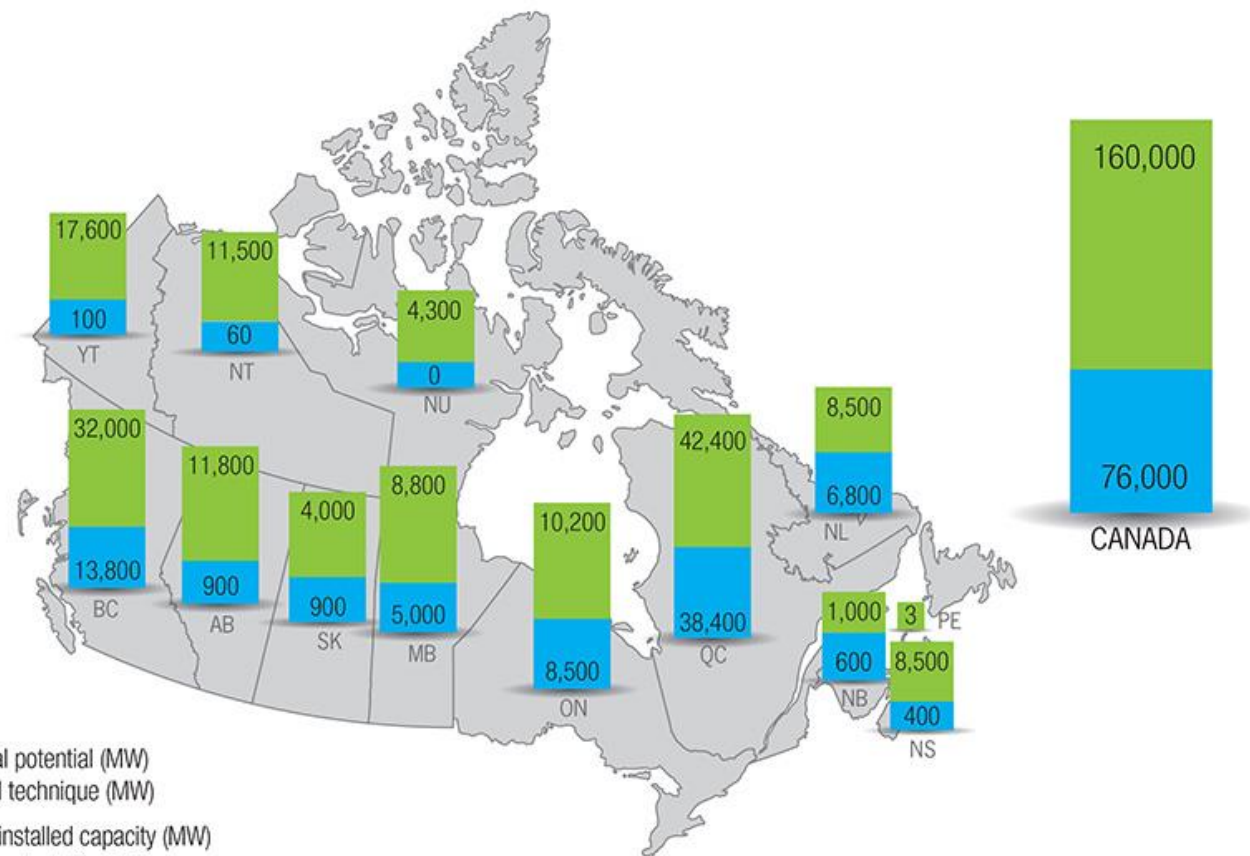 160,000
76,000
CANADA
17,600
100
YT
11,500
60
NT
4,300
0
NU
32,000
13,800
BC
11,800
900
AB
4,000
900
SK
8,800
5,000
MB
10,200
8,500
ON
42,400
38,400
QC
8,500
6,800
NL
1,000
600
NB
3
PE
8,500
400
NS
al potential (MW)
l technique (MW)
installed capacity (MW)